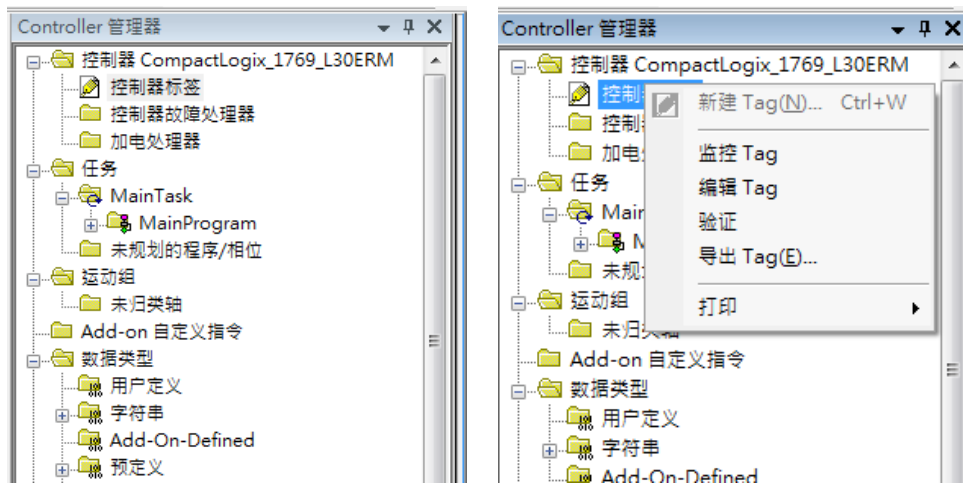 Controller 管理器
控制器 CompactLogix_1769_L30ERM
控制器标签
控制器故障处理器
加电处理器
任务
MainTask
MainProgram
未规划的程序/相位
运动组
未归类轴
Add-on 自定义指令
数据类型
用户定义
字符串
Add-On-Defined
预定义
Controller 管理器
控制器 CompactLogix_1769_L30ERM
控制
控制
加电
任务
Main
未规
运动组
未归
Add-on 自定义指令
数据类型
用户定义
字符串
Add-On-Defined
新建 Tag(N)... Ctrl+W
监控 Tag
编辑 Tag
验证
导出 Tag(E)...
打印